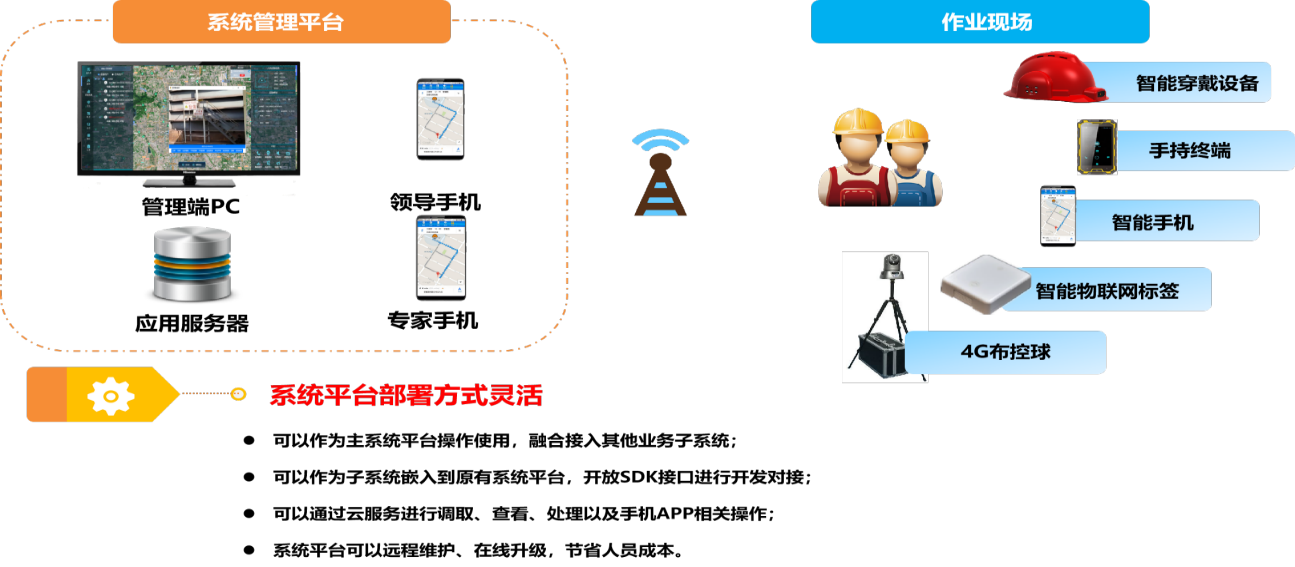 系统管理平台
作业现场
智能穿戴设备
手持终端
管理端PC
领导手机
智能手机
智能物联网标签
应用服务器
专家手机
4G布控球
系统平台部署方式灵活
● 可以作为主系统平台操作使用，融合接入其他业务子系统；
● 可以作为子系统嵌入到原有系统平台，开放SDK接口进行开发对接；
● 可以通过云服务进行调取、查看、处理以及手机APP相关操作；
● 系统平台可以远程维护、在线升级，节省人员成本。